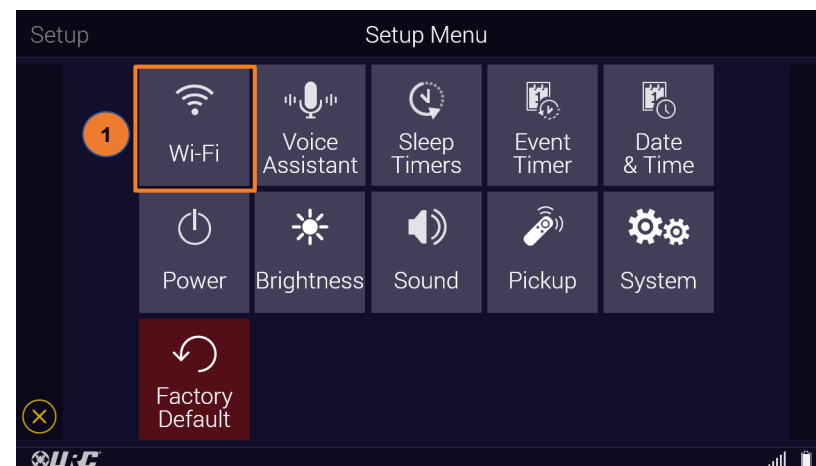 Setup
Setup Menu
1
Wi-Fi
Voice
Assistant
Sleep
Timers
Event
Timer
Date
& Time
Power
Brightness
Sound
Pickup
System
Factory
Default
URC